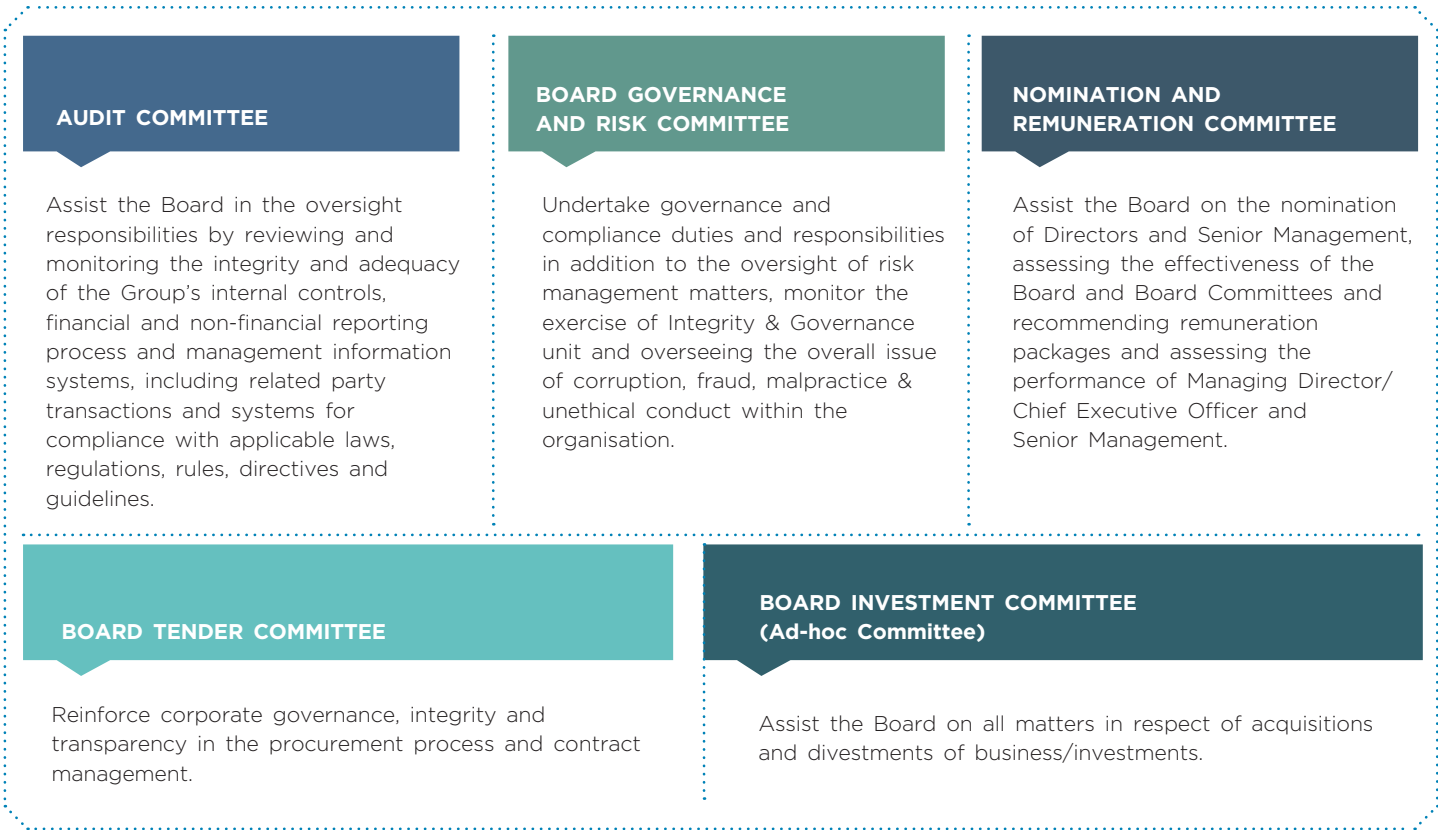 AUDIT COMMITTEE
Assist the Board in the oversight
responsibilities by reviewing and
monitoring the integrity and adequacy
of the Group's internal controls,
financial and non-financial reporting
process and management information
systems, including related party
transactions and systems for
compliance with applicable laws,
regulations, rules, directives and
guidelines.
BOARD GOVERNANCE
AND RISK COMMITTEE
Undertake governance and
compliance duties and responsibilities
in addition to the oversight of risk
management matters, monitor the
exercise of Integrity & Governance
unit and overseeing the overall issue
of corruption, fraud, malpractice &
unethical conduct within the
organisation.
NOMINATION AND
REMUNERATION COMMITTEE
Assist the Board on the nomination
of Directors and Senior Management,
assessing the effectiveness of the
Board and Board Committees and
recommending remuneration
packages and assessing the
performance of Managing Director/
Chief Executive Officer and
Senior Management.
BOARD TENDER COMMITTEE
Reinforce corporate governance, integrity and
transparency in the procurement process and contract
management.
BOARD INVESTMENT COMMITTEE
(Ad-hoc Committee)
Assist the Board on all matters in respect of acquisitions
and divestments of business/investments.